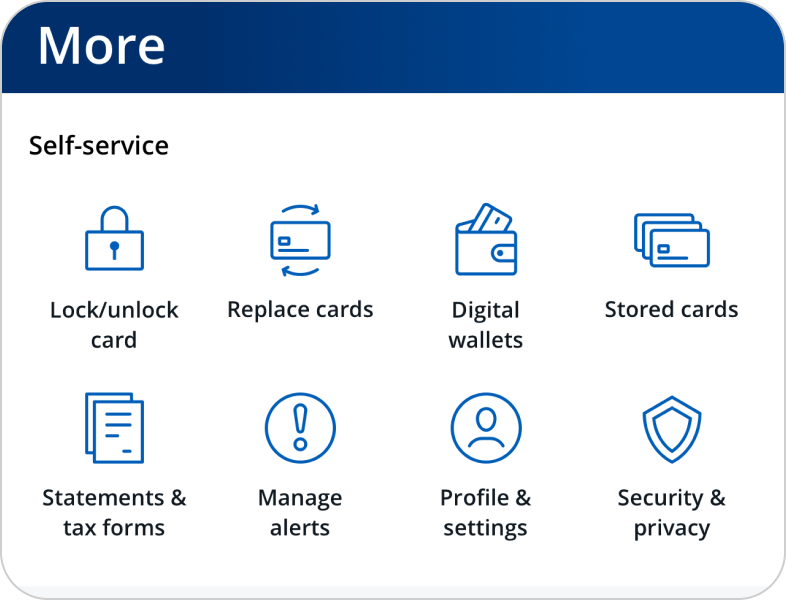 More
Self-service
Lock/unlock
card
Replace cards
Digital
wallets
Stored cards
Statements &
tax forms
Manage
alerts
Profile &
settings
Security &
privacy